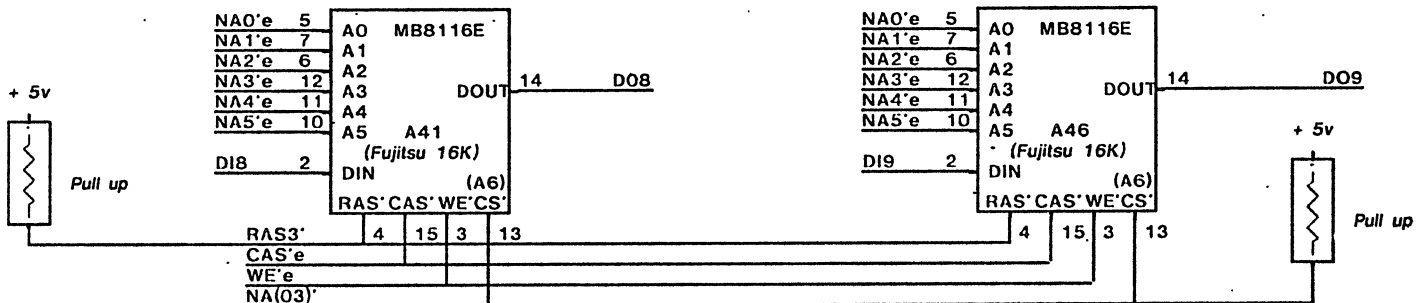 NA0'e 5
NA1'e 7
NA2'e 6
NA3'e 12
NA4'e 11
NA5'e 10
DI8 2
A0 MB8116E
A1
A2
A3
DOUT
A4
A5 A41
(Fujitsu 16K)
DIN
(A6)
RAS' CAS' WE' CS'
14 DO8
NA0'e 5
NA1'e 7
NA2'e 6
NA3'e 12
NA4'e 11
NA5'e 10
DI9 2
A0 MB8116E
A1
A2
A3
DOUT
A4
A5 A46
(Fujitsu 16K)
DIN
(A6)
RAS' CAS' WE' CS'
14 DO9
+ 5v
Pull up
+ 5v
Pull up
RAS3' 4 15 3 13
4 15 3 13
CAS'e
WE'e
NA(03)'